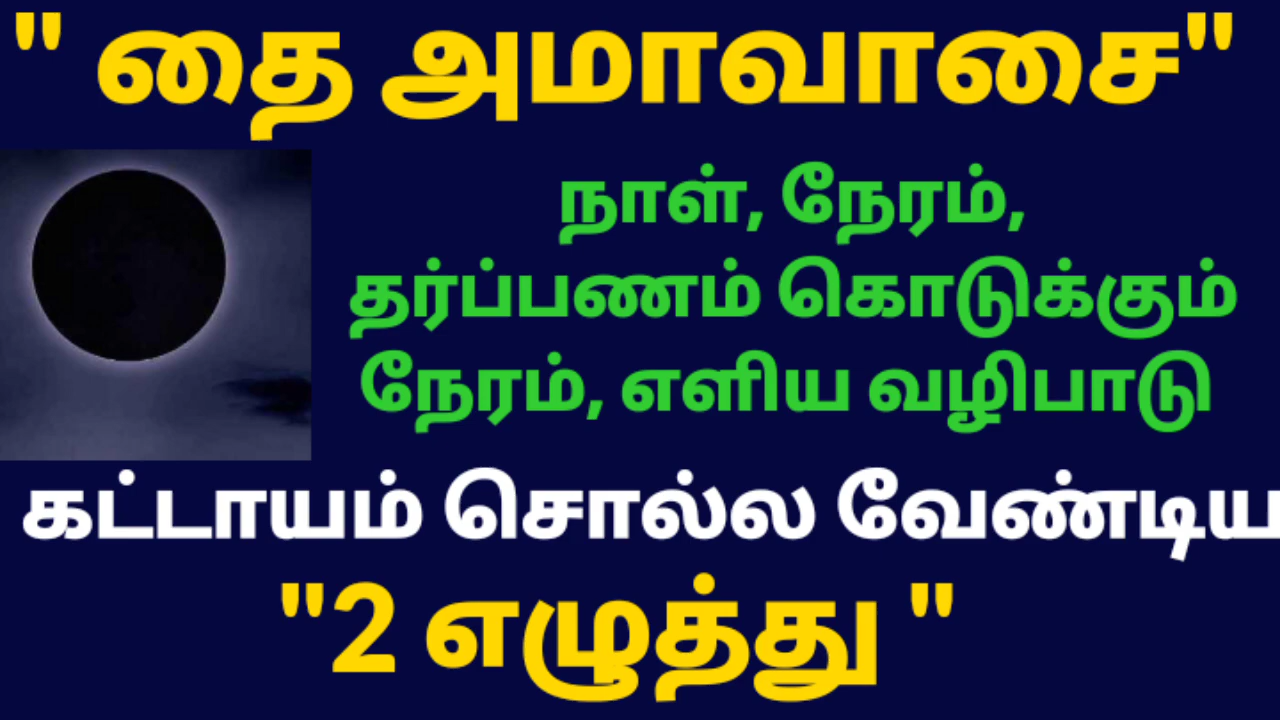 " தை அமாவாசை"
நாள், நேரம்,
தர்ப்பணம் கொடுக்கும்
நேரம், எளிய வழிபாடு
கட்டாயம் சொல்ல வேண்டிய
"2 எழுத்து "